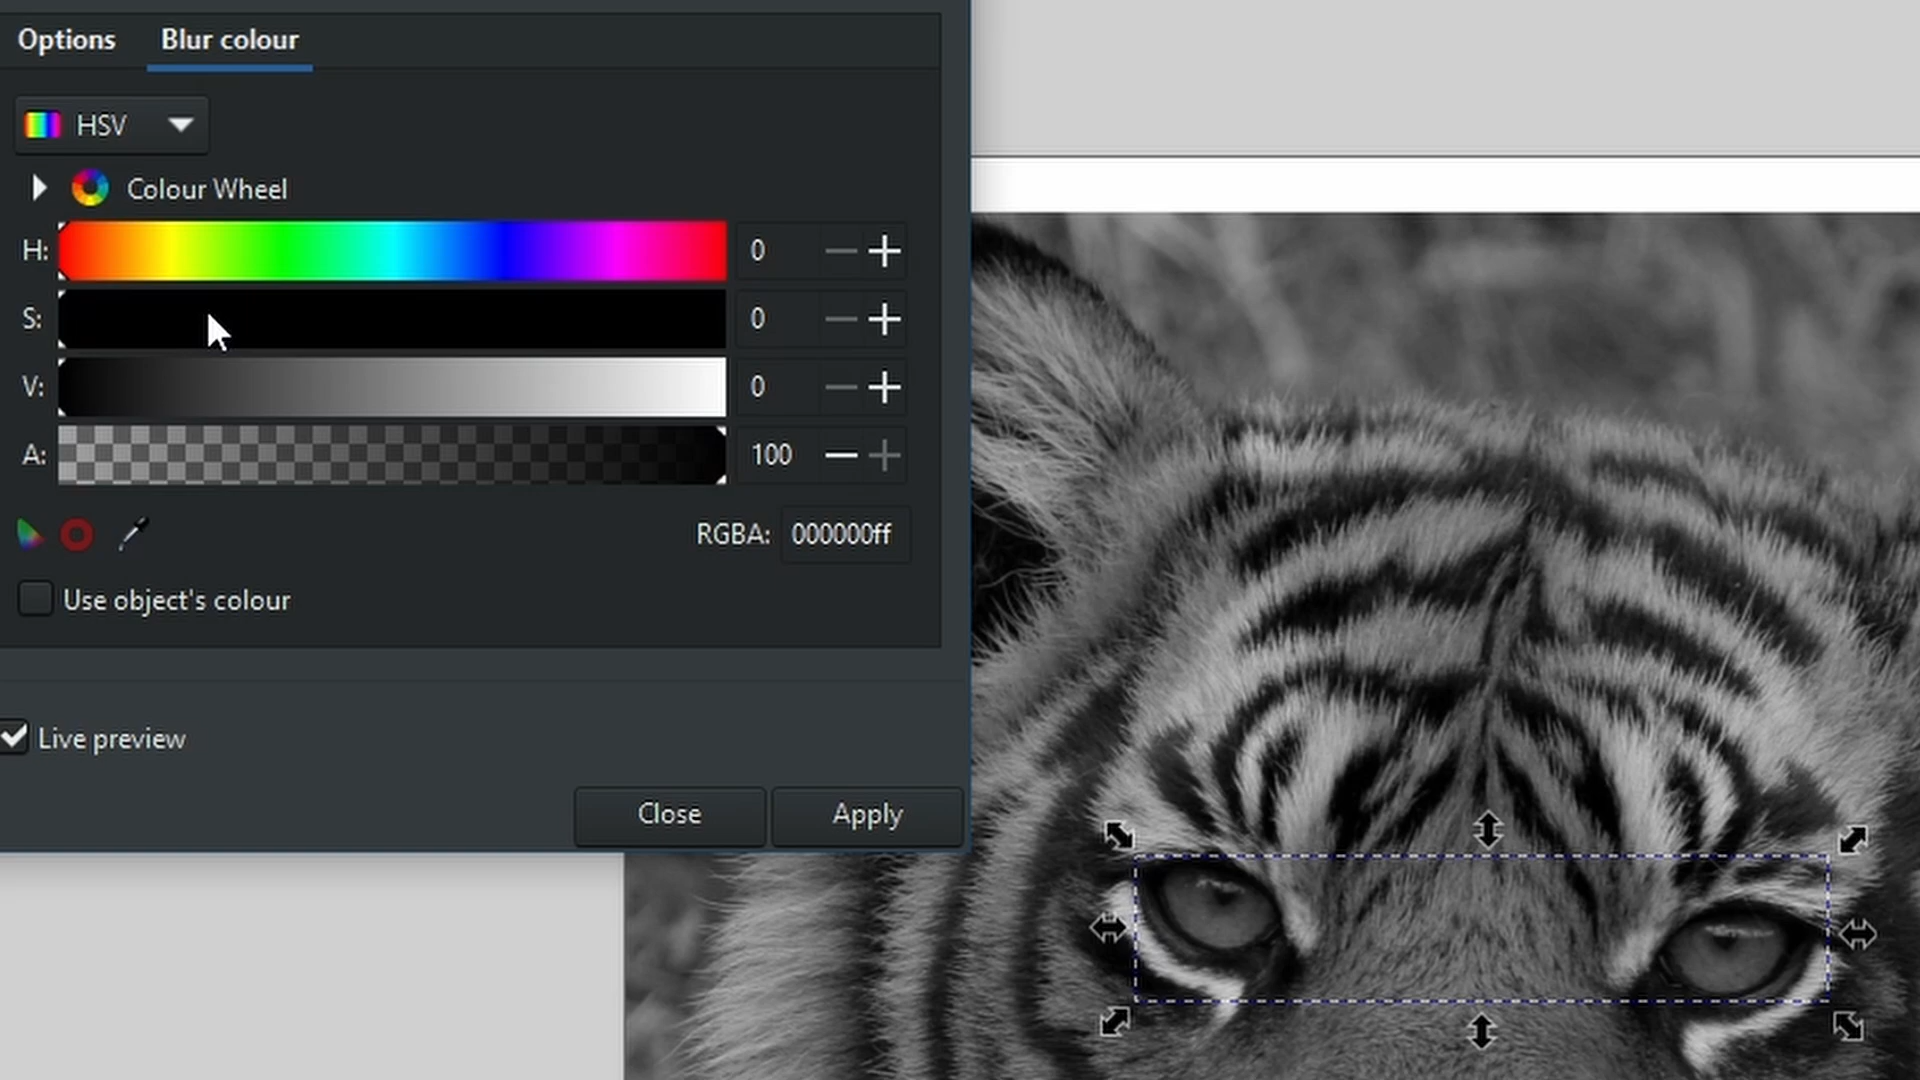 Options Blur colour
HSV
Colour Wheel
H: 0
S: 0
V: 0
A: 100
RGBA: 000000ff
Use object's colour
Live preview
Close Apply